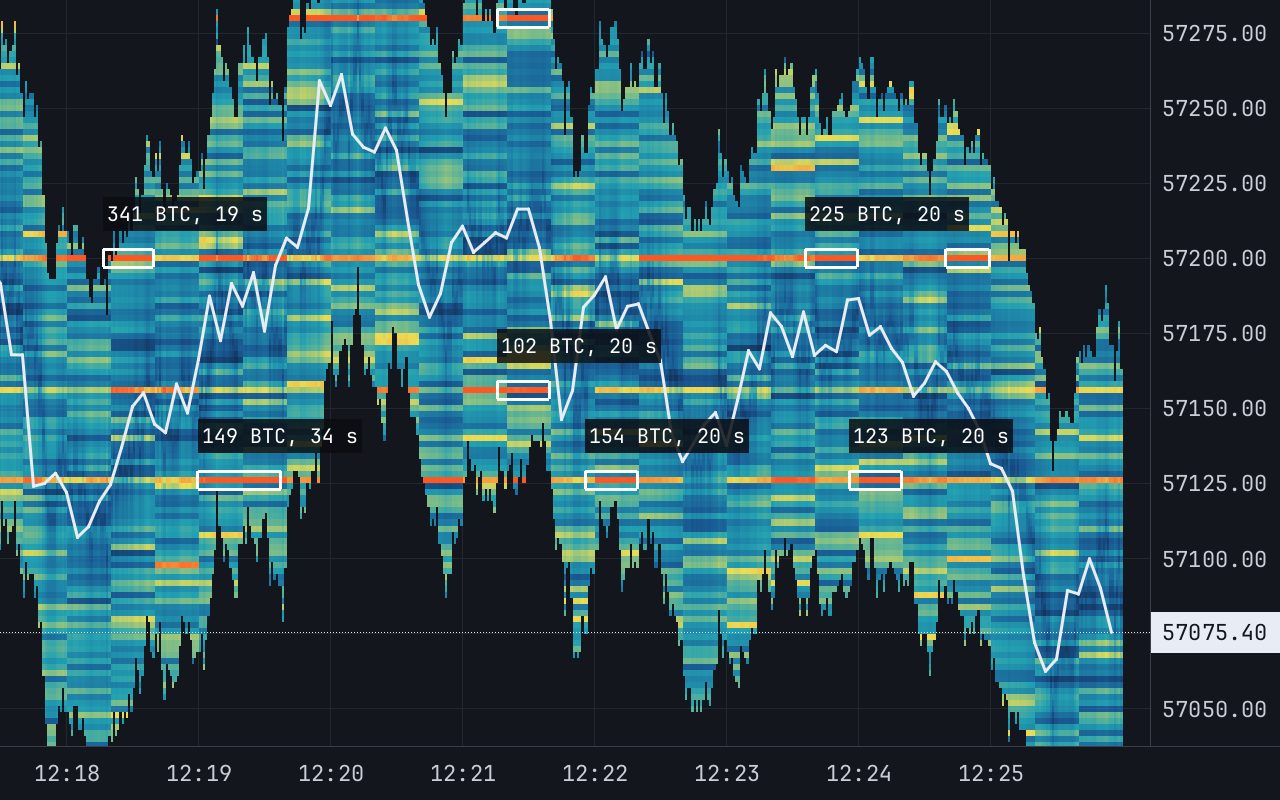 57275.00
57250.00
57225.00
341 BTC, 19 s
225 BTC, 20 s
57200.00
57175.00
102 BTC, 20 s
57150.00
149 BTC, 34 s
154 BTC, 20 s
123 BTC, 20 s
57125.00
57100.00
57075.40
57050.00
12:18 12:19 12:20 12:21 12:22 12:23 12:24 12:25